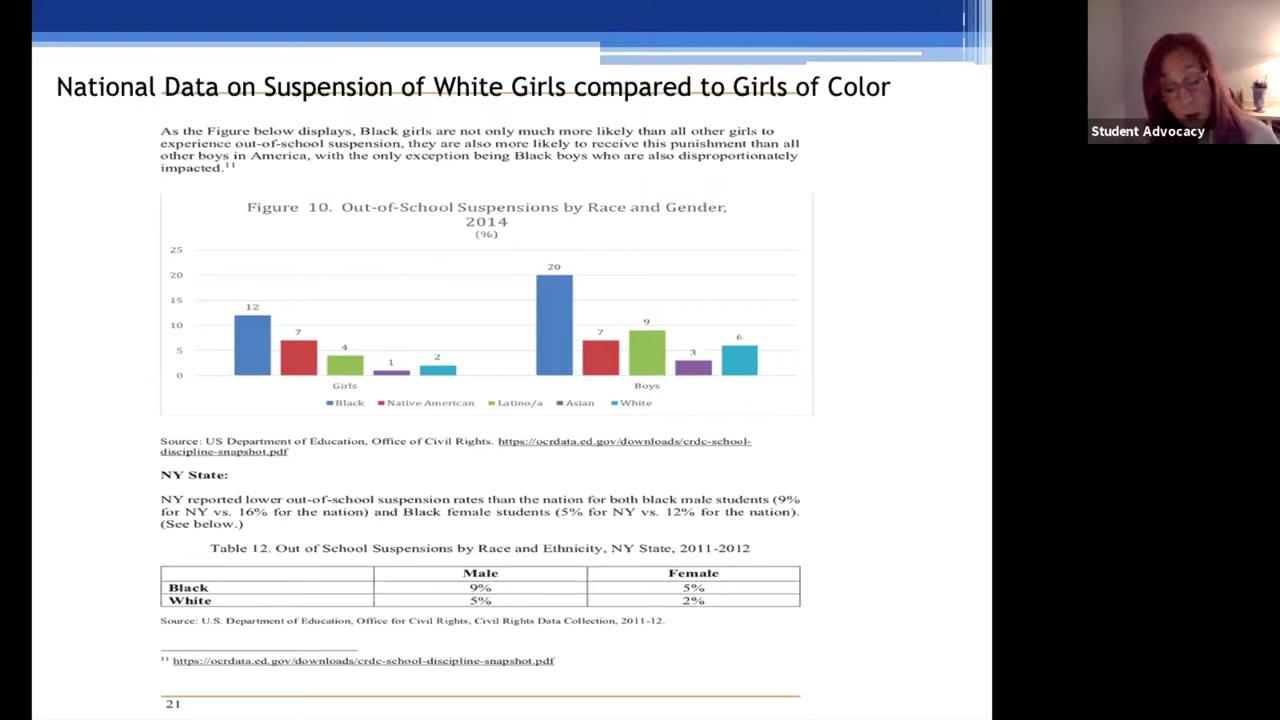 National Data on Suspension of White Girls compared to Girls of Color
Student Advocacy
As the Figure below displays, Black girls are not only much more likely than all other girls to
experience out-of-school suspension, they are also more likely to receive this punishment than all
other boys in America, with the only exception being Black boys who are also disproportionately
impacted.11
Figure 10. Out-of-School Suspensions by Race and Gender,
2014
(%)
25
20
15
10
5
0
12
7
4
1
2
20
7
9
3
6
Girls
Boys
Black
Native American
Latino/a
Asian
White
Source: US Department of Education, Office of Civil Rights. https://ocrdata.ed.gov/downloads/crdc-school-
discipline-snapshot.pdf
NY State:
NY reported lower out-of-school suspension rates than the nation for both black male students (9%
for NY vs. 16% for the nation) and Black female students (5% for NY vs. 12% for the nation).
(See below.)
Table 12. Out of School Suspensions by Race and Ethnicity, NY State, 2011-2012
Male Female
Black 9% 5%
White 5% 2%
Source: U.S. Department of Education, Office for Civil Rights, Civil Rights Data Collection, 2011-12.
11 https://ocrdata.ed.gov/downloads/crdc-school-discipline-snapshot.pdf
21